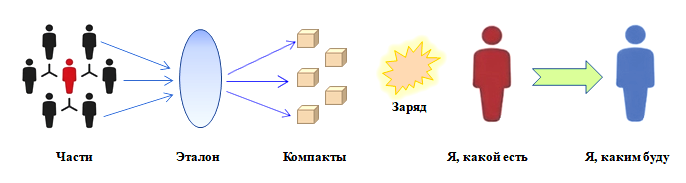 Заряд
Части
Эталон
Компакты
Я, какой есть
Я, каким буду